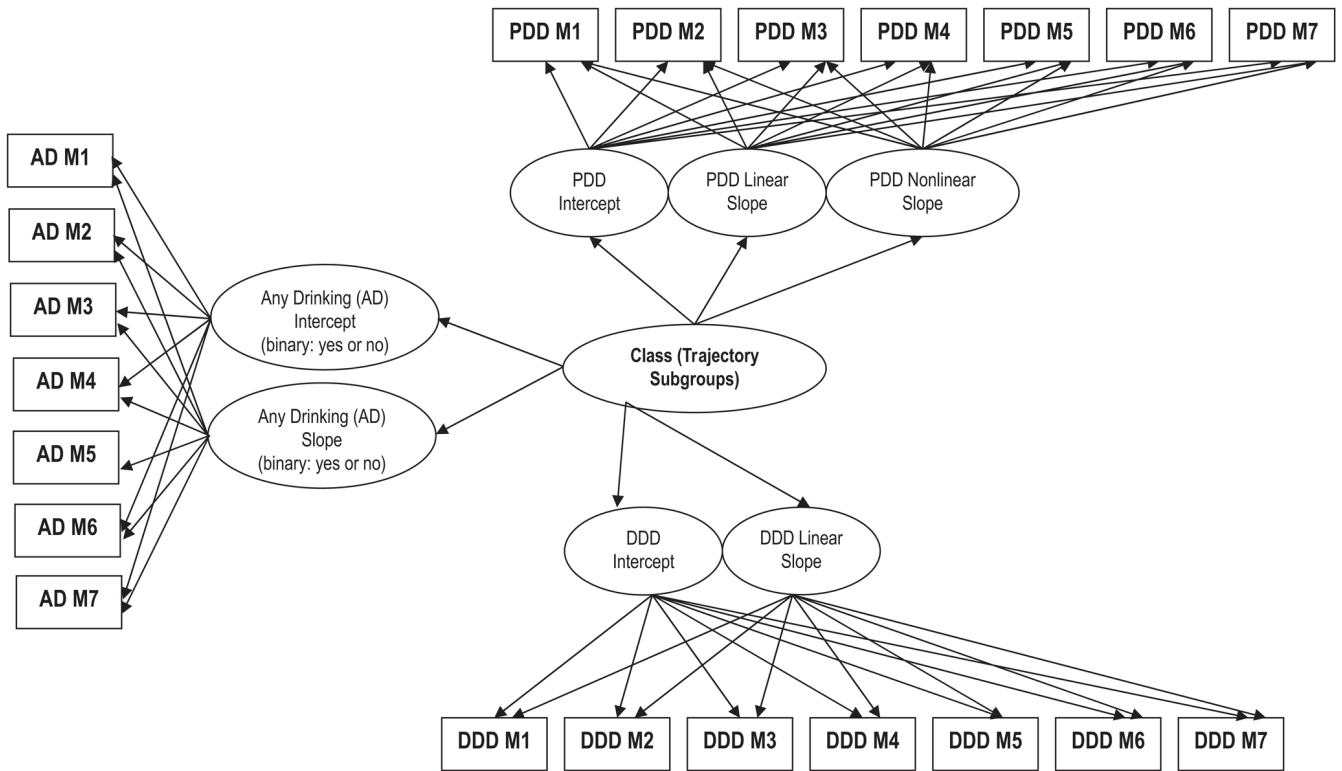 PDD M1
PDD M2
PDD M3
PDD M4
PDD M5
PDD M6
PDD M7
PDD
Intercept
PDD Linear
Slope
PDD Nonlinear
Slope
AD M1
AD M2
AD M3
AD M4
AD M5
AD M6
AD M7
Any Drinking (AD)
Intercept
(binary: yes or no)
Any Drinking (AD)
Slope
(binary: yes or no)
Class (Trajectory
Subgroups)
DDD
Intercept
DDD Linear
Slope
DDD M1
DDD M2
DDD M3
DDD M4
DDD M5
DDD M6
DDD M7